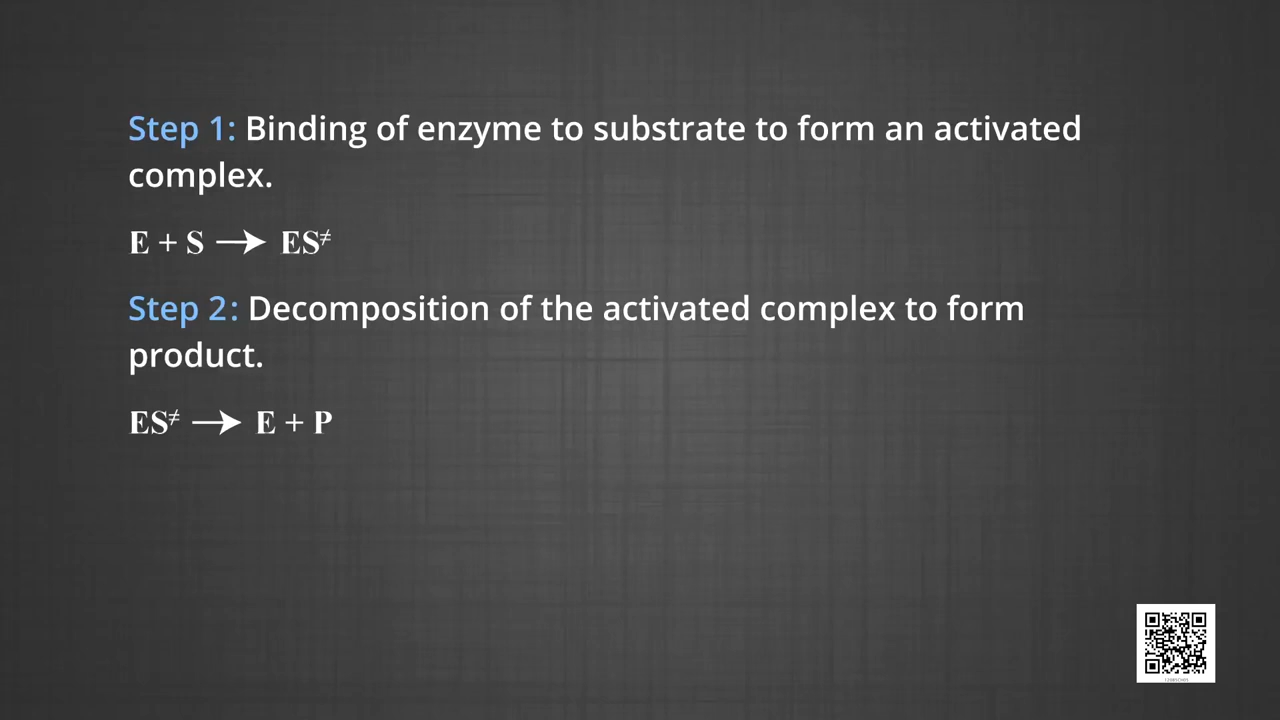 Step 1: Binding of enzyme to substrate to form an activated
complex.
E + S ⟶ ES≠
Step 2: Decomposition of the activated complex to form
product.
ES≠ ⟶ E + P